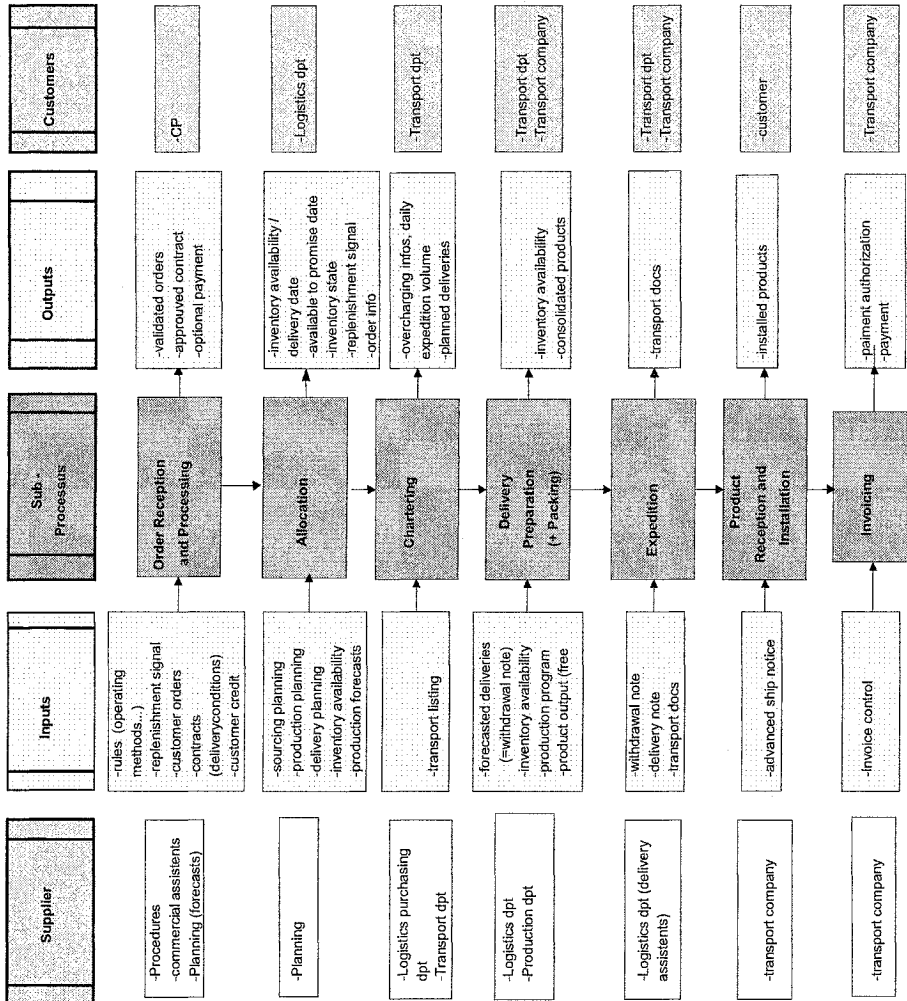 Supplier
Inputs
Sub -
Processus
Outputs
Customers
-Procedures
-commercial assistents
-Planning (forecasts)
-rules (operating
methods...)
-replenishment signal
-customer orders
-contracts
(deliveryconditions)
-customer credit
Order Reception
and Processing
-validated orders
-approuved contract
-optional payment
-CP
-Planning
-sourcing planning
-production planning
-delivery planning
-inventory availability
-production forecasts
Allocation
-inventory availability /
delivery date
-available to promise date
-inventory state
-replenishment signal
-order info
-Logistics dpt
-Logistics purchasing
dpt
-Transport dpt
-transport listing
Chartering
-overcharging infos, daily
expedition volume
-planned deliveries
-Transport dpt
-Logistics dpt
-Production dpt
-forecasted deliveries
(=withdrawal note)
-inventory availability
-production program
-product output (free
Delivery
Preparation
(+ Packing)
-inventory availability
-consolidated products
-Transport dpt
-Transport company
-Logistics dpt (delivery
assistents)
-withdrawal note
-delivery note
-transport docs
Expedition
-transport docs
-Transport dpt
-Transport company
-transport company
-advanced ship notice
Product
Reception and
Installation
-installed products
-customer
-transport company
-Invoice control
Invoicing
-paiment authorization
-payment
-Transport company